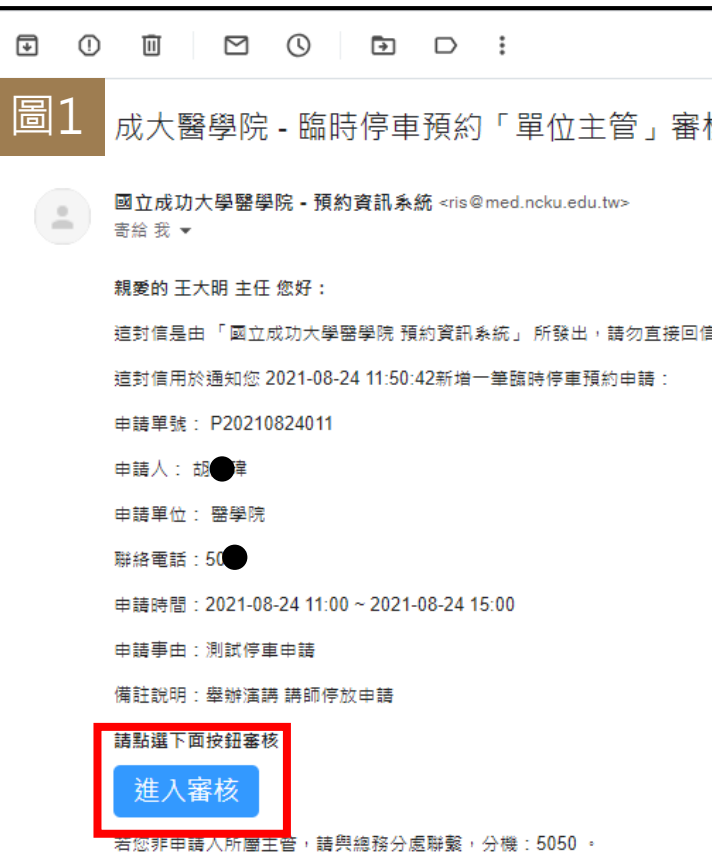 圖1
成大醫學院 - 臨時停車預約「單位主管」審
國立成功大學醫學院 - 預約資訊系統 <ris@med.ncku.edu.tw>
寄給 我
親愛的 王大明 主任 您好：
這封信是由 「國立成功大學醫學院 預約資訊系統」 所發出，請勿直接回信
這封信用於通知您 2021-08-24 11:50:42新增一筆臨時停車預約申請：
申請單號： P20210824011
申請人： 胡 瑋
申請單位： 醫學院
聯絡電話：50
申請時間：2021-08-24 11:00 ~ 2021-08-24 15:00
申請事由：測試停車申請
備註說明：舉辦演講 講師停放申請
請點選下面按鈕審核
進入審核
若您非申請人所屬主管，請與總務分處聯繫，分機：5050 。